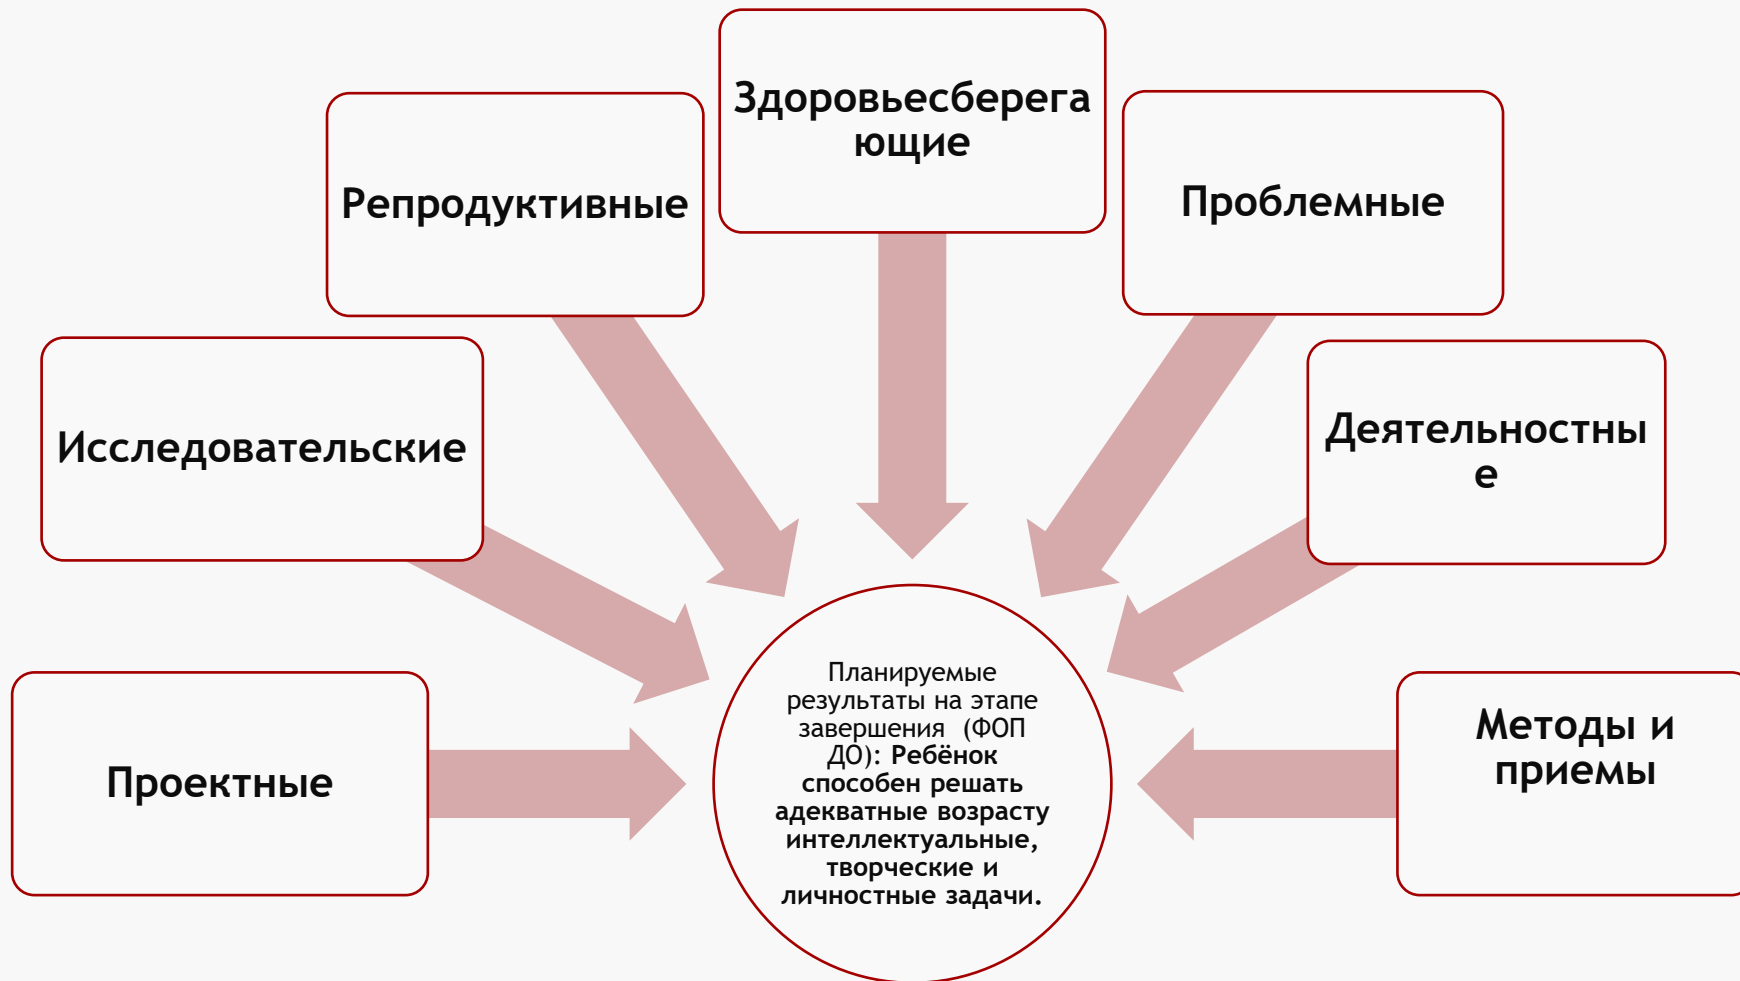 Здоровьесберега
ющие
Репродуктивные
Проблемные
Исследовательские
Деятельностны
е
Проектные
Планируемые
результаты на этапе
завершения (ФОП
ДО): Ребёнок
способен решать
адекватные возрасту
интеллектуальные,
творческие и
личностные задачи.
Методы и
приемы